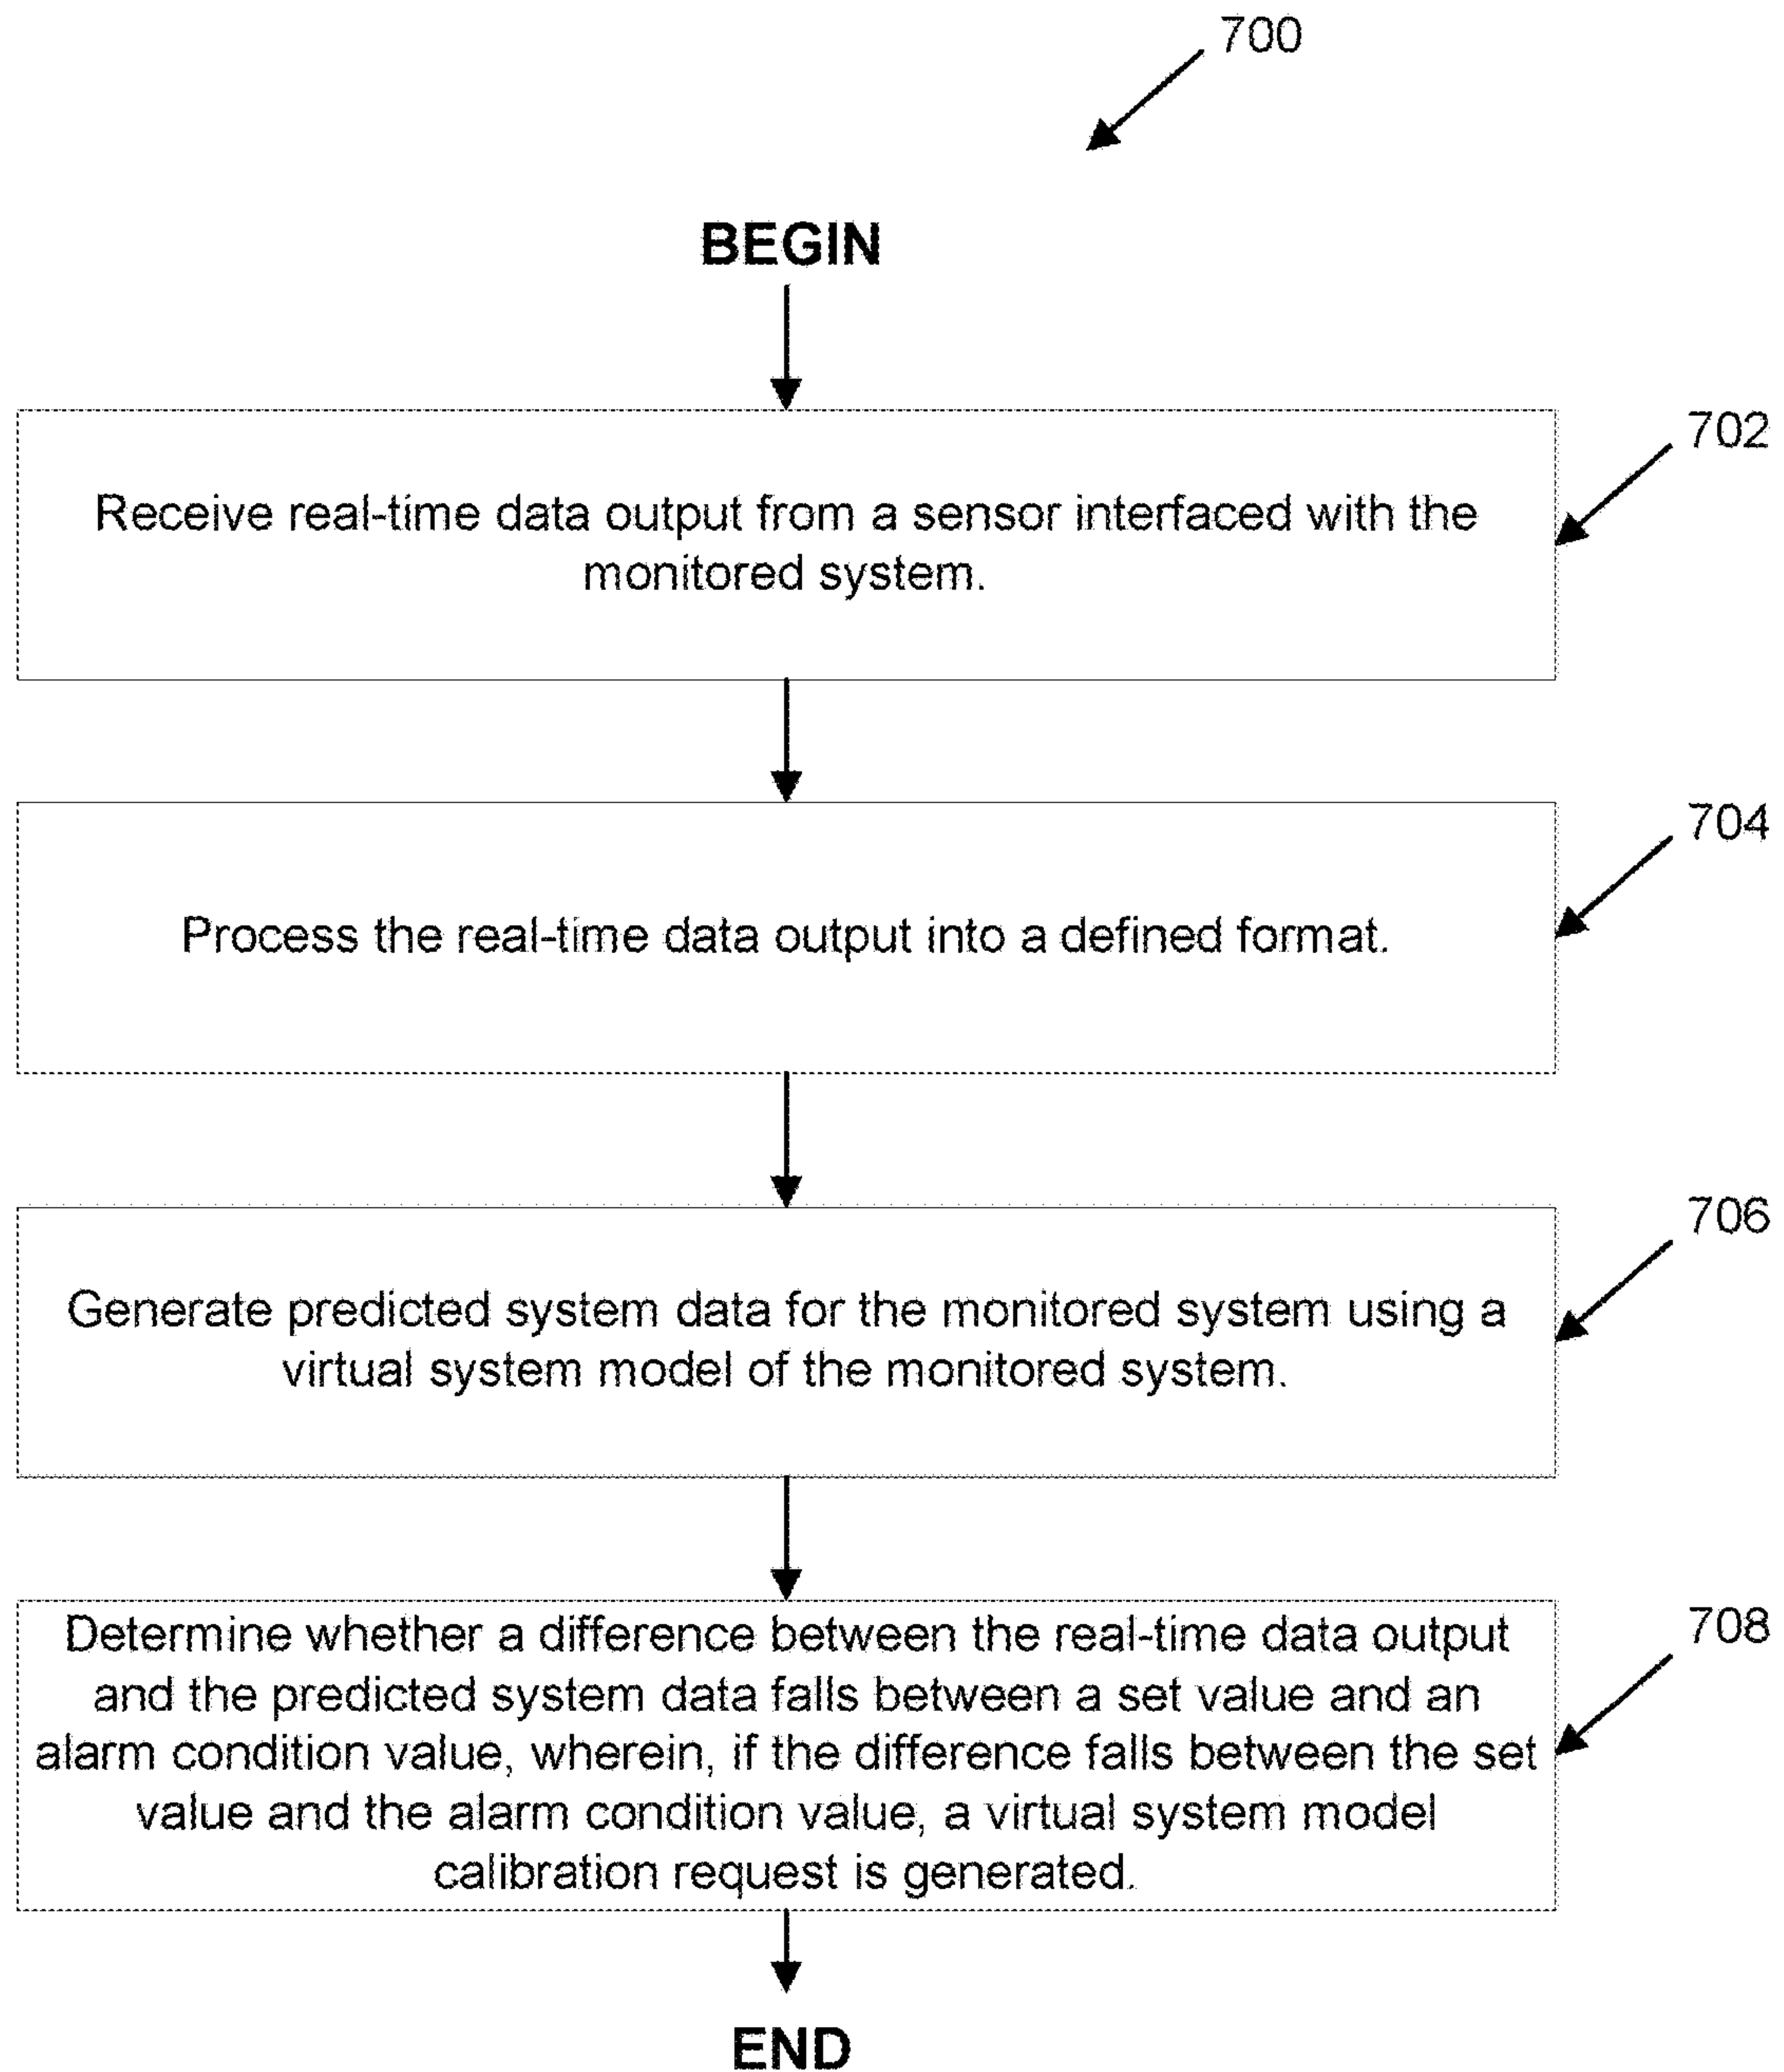 700
BEGIN
702
Receive real-time data output from a sensor interfaced with the
monitored system.
704
Process the real-time data output into a defined format.
706
Generate predicted system data for the monitored system using a
virtual system model of the monitored system.
708
Determine whether a difference between the real-time data output
and the predicted system data falls between a set value and an
alarm condition value, wherein, if the difference falls between the set
value and the alarm condition value, a virtual system model
calibration request is generated.
END